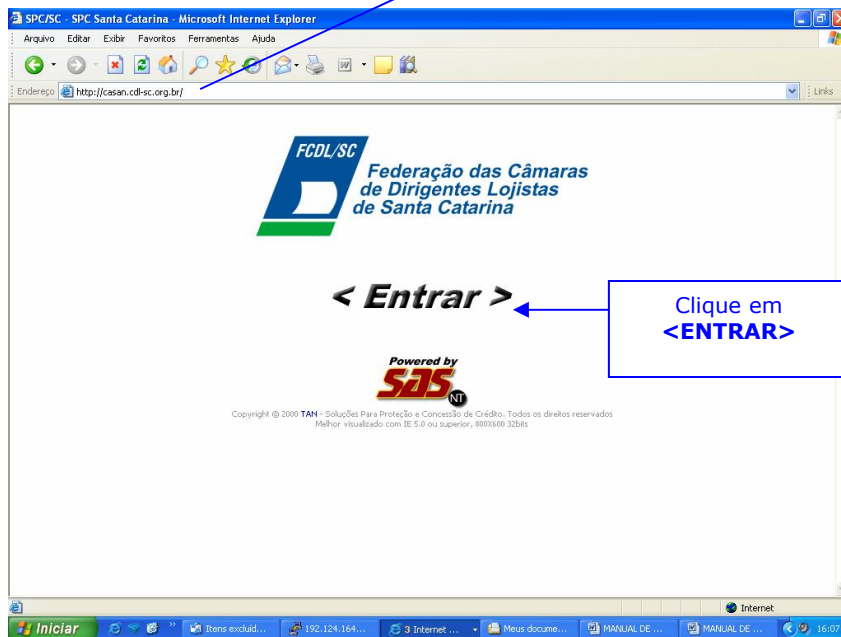 SPC/SC - SPC Santa Catarina - Microsoft Internet Explorer
Arquivo Editar Exibir Favoritos Ferramentas Ajuda
Endereço http://casan.cdl-sc.org.br/ Links
FCDL/SC
Federação das Câmaras
de Dirigentes Lojistas
de Santa Catarina
< Entrar >
Clique em
<ENTRAR>
Powered by
SAS NT
Copyright @ 2000 TAN - Soluções Para Proteção e Concessão de Crédito. Todos os direitos reservados
Melhor visualizado com IE 5.0 ou superior, 800X600 32bits
Internet
Iniciar Itens excluíd... 192.124.164... 3 Internet ... Meus docume... MANUAL DE ... MANUAL DE ... 16:07